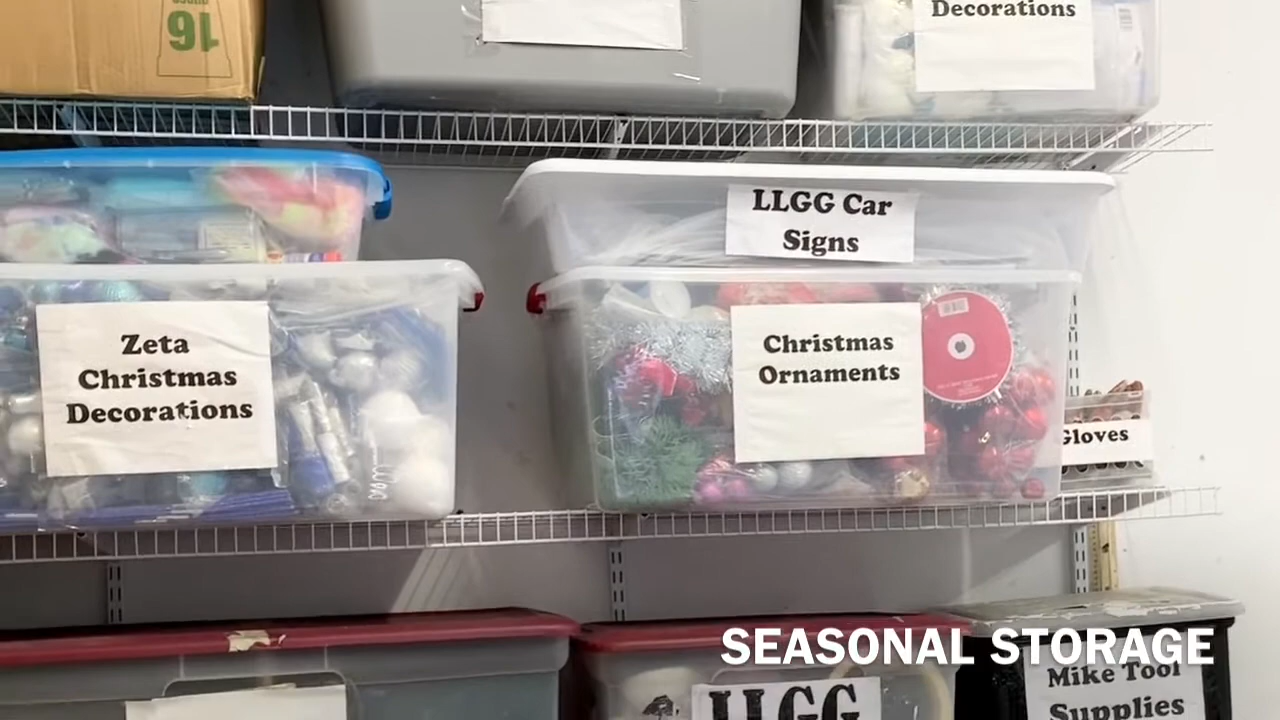 16
Decorations
LLGG Car
Signs
Zeta
Christmas
Decorations
Christmas
Ornaments
Gloves
SEASONAL STORAGE
Mike Tool
Supplies
LLGG